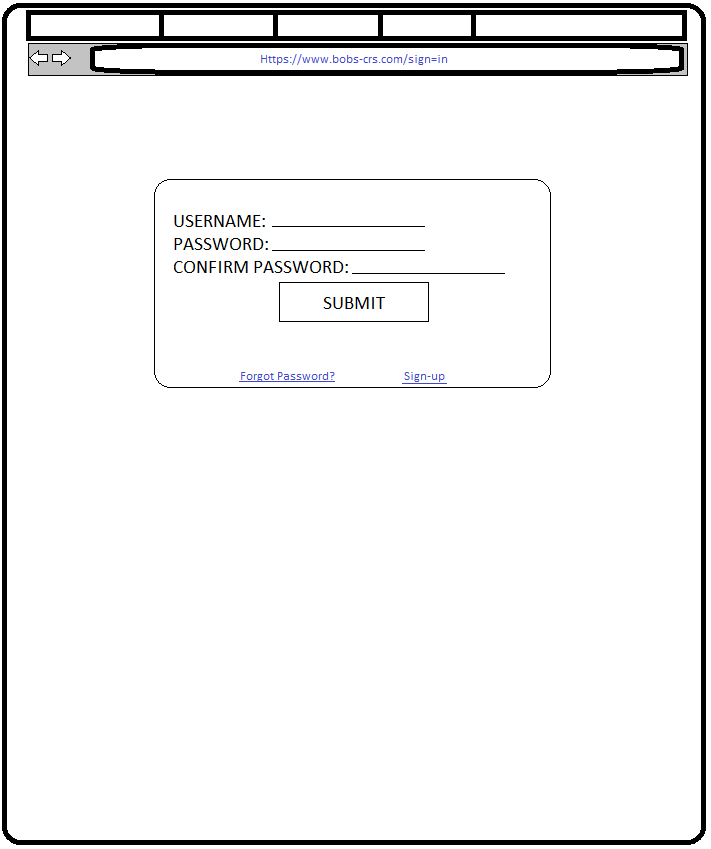 Https://www.bobs-crs.com/sign=in
USERNAME:
PASSWORD:
CONFIRM PASSWORD:
SUBMIT
Forgot Password? Sign-up